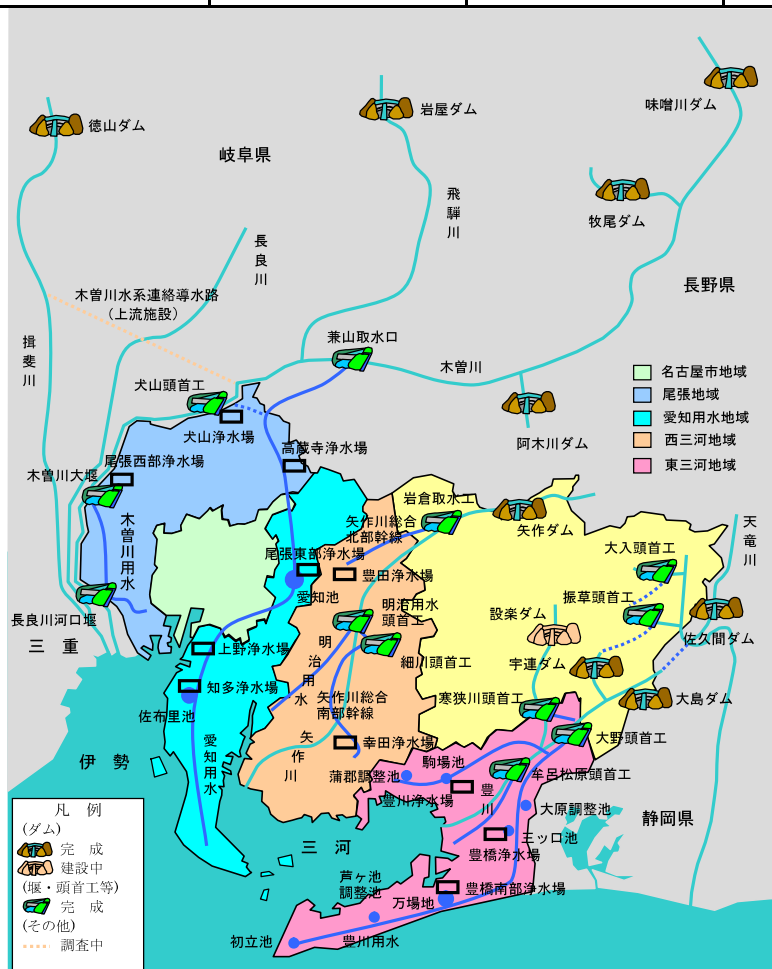 徳山ダム
岩屋ダム
味噌川ダム
岐阜県
牧尾ダム
飛騨川
長良川
長野県
木曽川水系連絡導水路
（上流施設）
揖斐川
兼山取水口
木曽川
犬山頭首工
阿木川ダム
犬山浄水場
高蔵寺浄水場
尾張西部浄水場
木曽川大堰
名古屋市地域
尾張地域
愛知用水地域
西三河地域
東三河地域
木曽川用水
岩倉取水工
矢作川総合
北部幹線
矢作ダム
天竜川
尾張東部浄水場
豊田浄水場
大入頭首工
愛知池
明治用水
頭首工
振草頭首工
長良川河口堰
設楽ダム
佐久間ダム
三重
上野浄水場
明治用水
細川頭首工
宇連ダム
知多浄水場
矢作川総合
南部幹線
寒狭川頭首工
大島ダム
佐布里池
愛知用水
矢作川
幸田浄水場
大野頭首工
伊勢
駒場池
蒲郡調整池
牟呂松原頭首工
豊川浄水場
豊川
大原調整池
静岡県
三ッ口池
三河
豊橋浄水場
芦ヶ池
調整池
豊橋南部浄水場
万場地
初立池
豊川用水
凡例
(ダム)
完成
建設中
(堰・頭首工等)
完成
(その他)
調査中